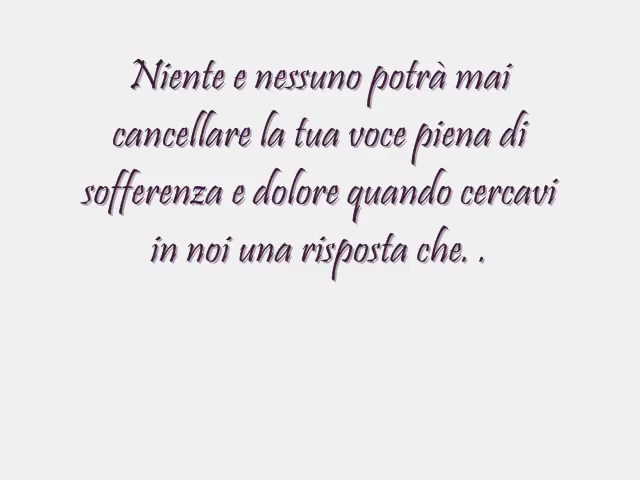 Niente e nessuno potrà mai
cancellare la tua voce piena di
sofferenza e dolore quando cercavi
in noi una risposta che. .